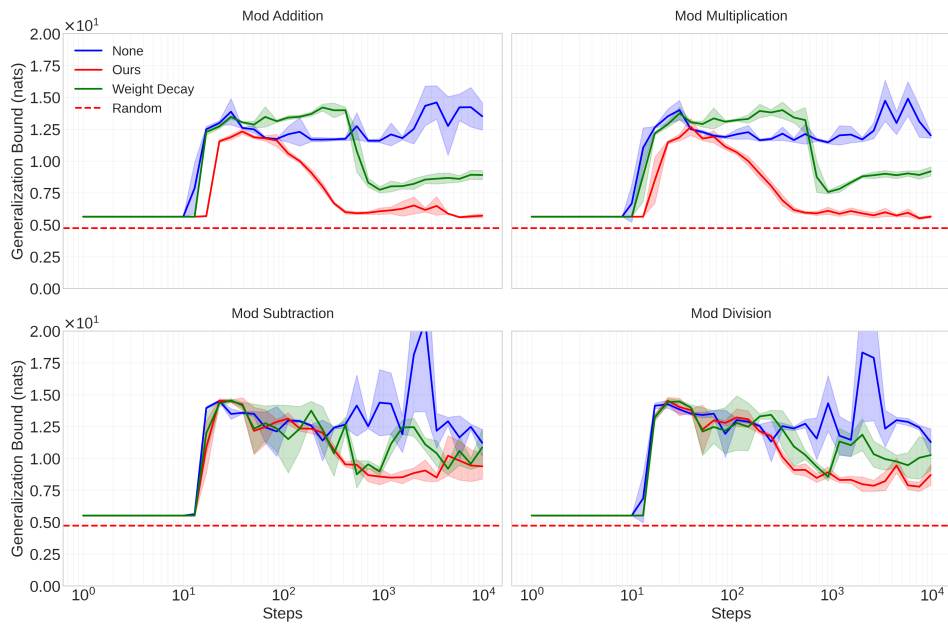 Mod Addition
Mod Multiplication
×10¹
2.00
1.75
1.50
1.25
1.00
0.75
0.50
0.25
0.00
Generalization Bound (nats)
None
Ours
Weight Decay
Random
Mod Subtraction
Mod Division
×10¹
2.00
1.75
1.50
1.25
1.00
0.75
0.50
0.25
0.00
Generalization Bound (nats)
10⁰ 10¹ 10² 10³ 10⁴
Steps
10⁰ 10¹ 10² 10³ 10⁴
Steps